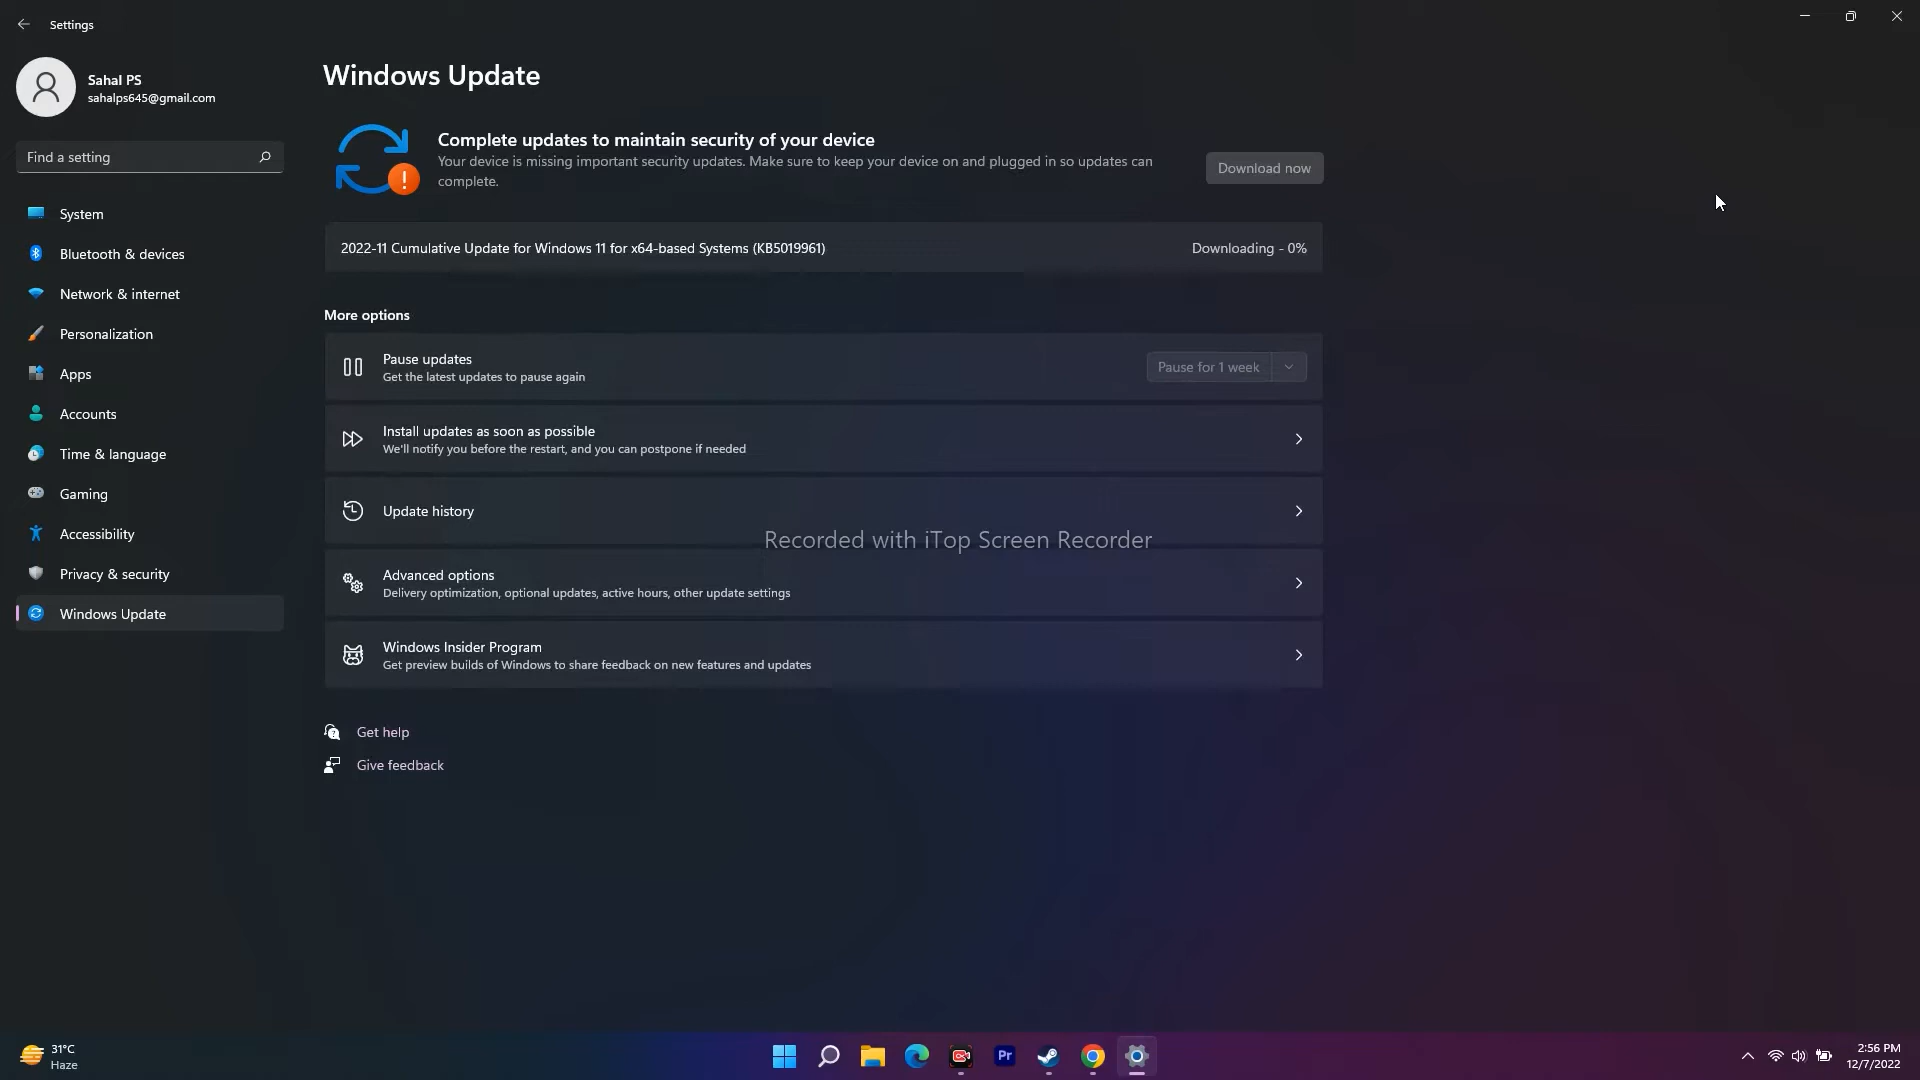 Settings
Sahal PS
sahalps645@gmail.com
Find a setting
System
Bluetooth & devices
Network & internet
Personalization
Apps
Accounts
Time & language
Gaming
Accessibility
Privacy & security
Windows Update
Windows Update
Complete updates to maintain security of your device
Your device is missing important security updates. Make sure to keep your device on and plugged in so updates can
complete.
Download now
2022-11 Cumulative Update for Windows 11 for x64-based Systems (KB5019961)
Downloading - 0%
More options
Pause updates
Get the latest updates to pause again
Pause for 1 week
Install updates as soon as possible
We'll notify you before the restart, and you can postpone if needed
Update history
Recorded with iTop Screen Recorder
Advanced options
Delivery optimization, optional updates, active hours, other update settings
Windows Insider Program
Get preview builds of Windows to share feedback on new features and updates
Get help
Give feedback
31°C
Haze
Pr
2:56 PM
12/7/2022